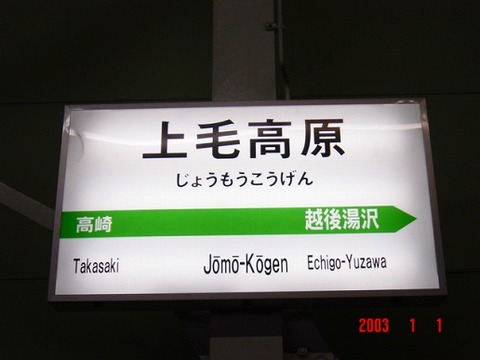 上毛高原
じょうもうこうげん
高崎 越後湯沢
Takasaki Jōmō-Kōgen Echigo-Yuzawa
2003 1 1